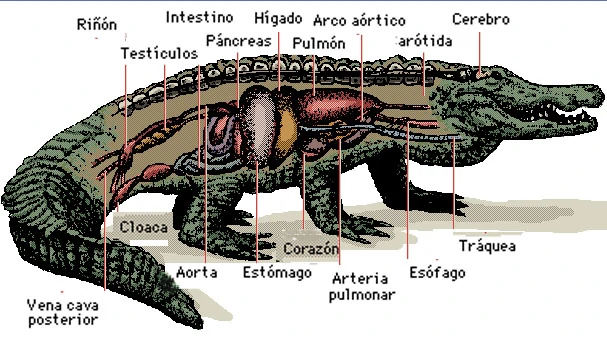 Riñón
Intestino
Hígado
Arco aórtico
Cerebro
Testículos
Páncreas
Pulmón
arótida
Cloaca
Corazón
Tráquea
Aorta
Estómago
Arteria
pulmonar
Esófago
Vena cava
posterior